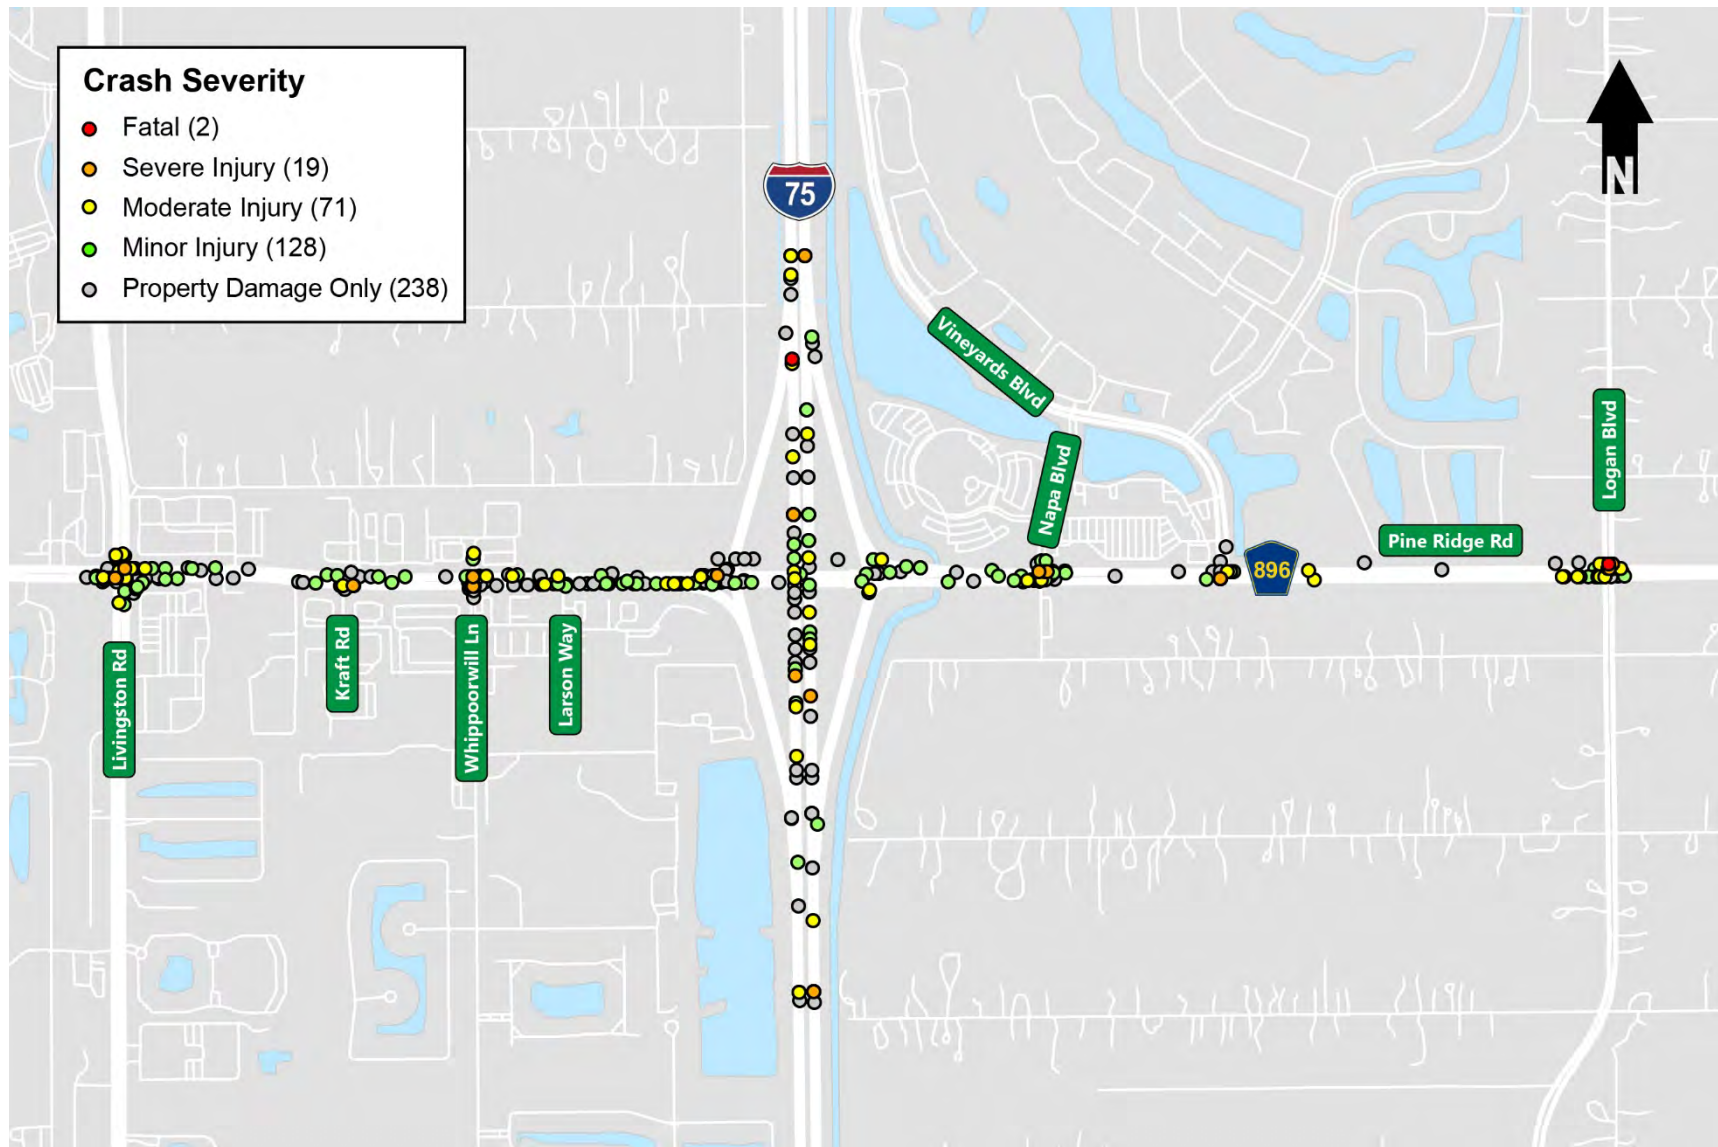 Crash Severity
Fatal (2)
Severe Injury (19)
Moderate Injury (71)
Minor Injury (128)
Property Damage Only (238)
N
75
Vineyards Blvd
Napa Blvd
Logan Blvd
Pine Ridge Rd
896
Livingston Rd
Kraft Rd
Whippoorwill Ln
Larson Way